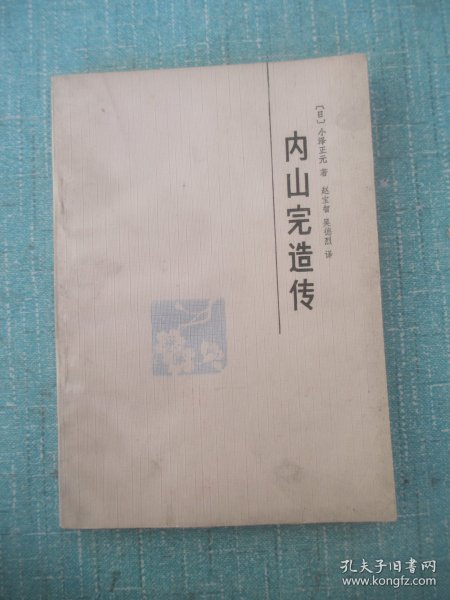 内山完造传
〔日〕小泽正元 著 赵宝智 吴德烈 译
孔夫子旧书网
www.kongfz.com